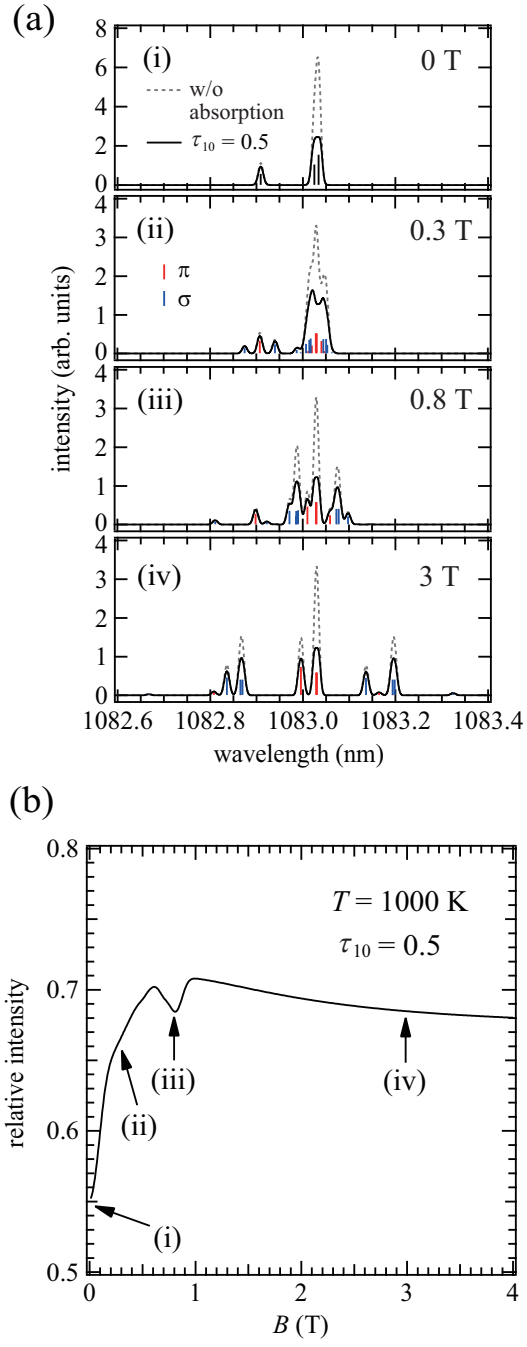 (a)
(i)
0 T
w/o
absorption
τ10 = 0.5
8
6
4
2
0
(ii)
0.3 T
π
σ
4
3
2
1
0
(iii)
0.8 T
4
3
2
1
0
(iv)
3 T
4
3
2
1
0
intensity (arb. units)
1082.6 1082.8 1083.0 1083.2 1083.4
wavelength (nm)
(b)
0.8
0.7
0.6
0.5
relative intensity
T = 1000 K
τ10 = 0.5
(i)
(ii)
(iii)
(iv)
0 1 2 3 4
B (T)